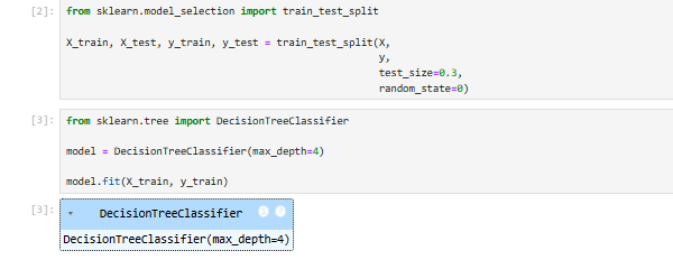 [2]: from sklearn.model_selection import train_test_split
X_train, X_test, y_train, y_test = train_test_split(X,
y,
test_size=0.3,
random_state=0)
[3]: from sklearn.tree import DecisionTreeClassifier
model = DecisionTreeClassifier(max_depth=4)
model.fit(X_train, y_train)
[3]: DecisionTreeClassifier
DecisionTreeClassifier(max_depth=4)